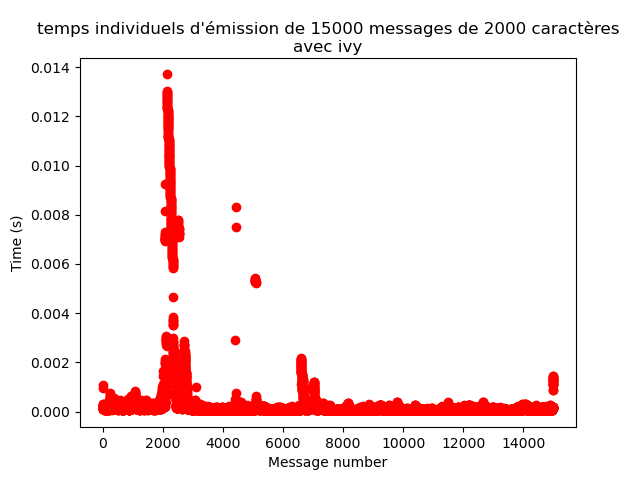 temps individuels d'émission de 15000 messages de 2000 caractères
avec ivy
0.014
0.012
0.010
0.008
0.006
0.004
0.002
0.000
Time (s)
0 2000 4000 6000 8000 10000 12000 14000
Message number